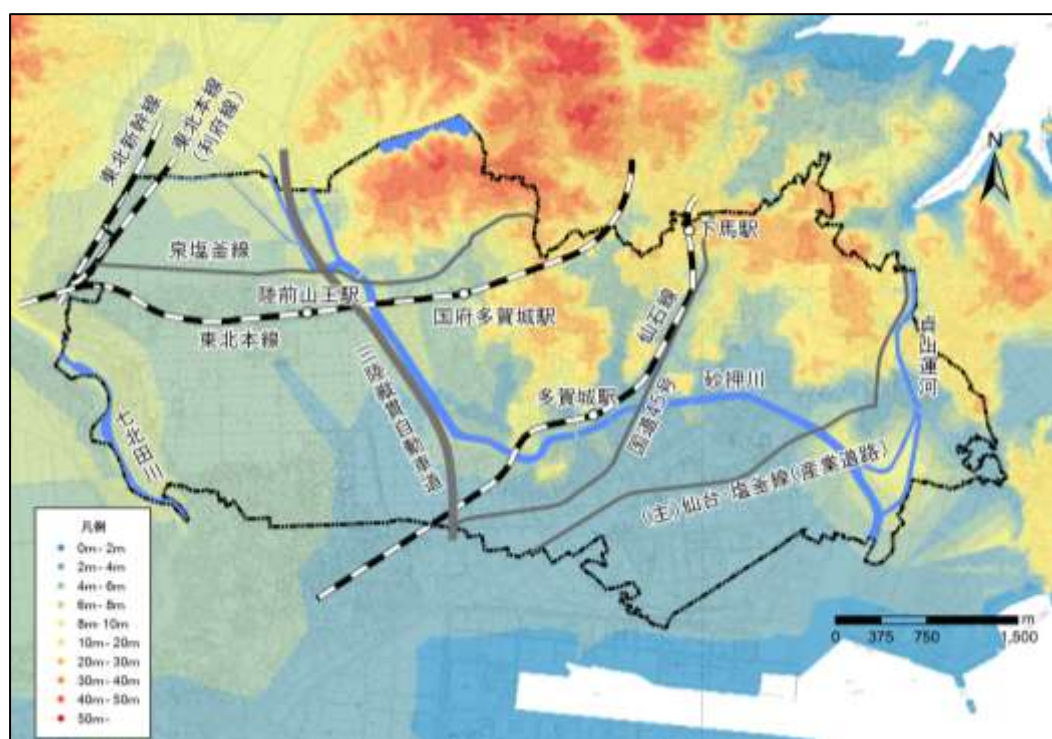 東北新幹線
東北本線
(利府線)
N
下馬駅
泉塩釜線
陸前山王駅
国府多賀城駅
仙石線
貞山運河
東北本線
三陸縦貫自動車道
多賀城駅
砂押川
国道45号
七北田川
(主)仙台・塩釜線(産業道路)
凡例
0m - 2m
2m - 4m
4m - 6m
6m - 8m
8m - 10m
10m - 20m
20m - 30m
30m - 40m
40m - 50m
50m -
m
0 375 750 1,500